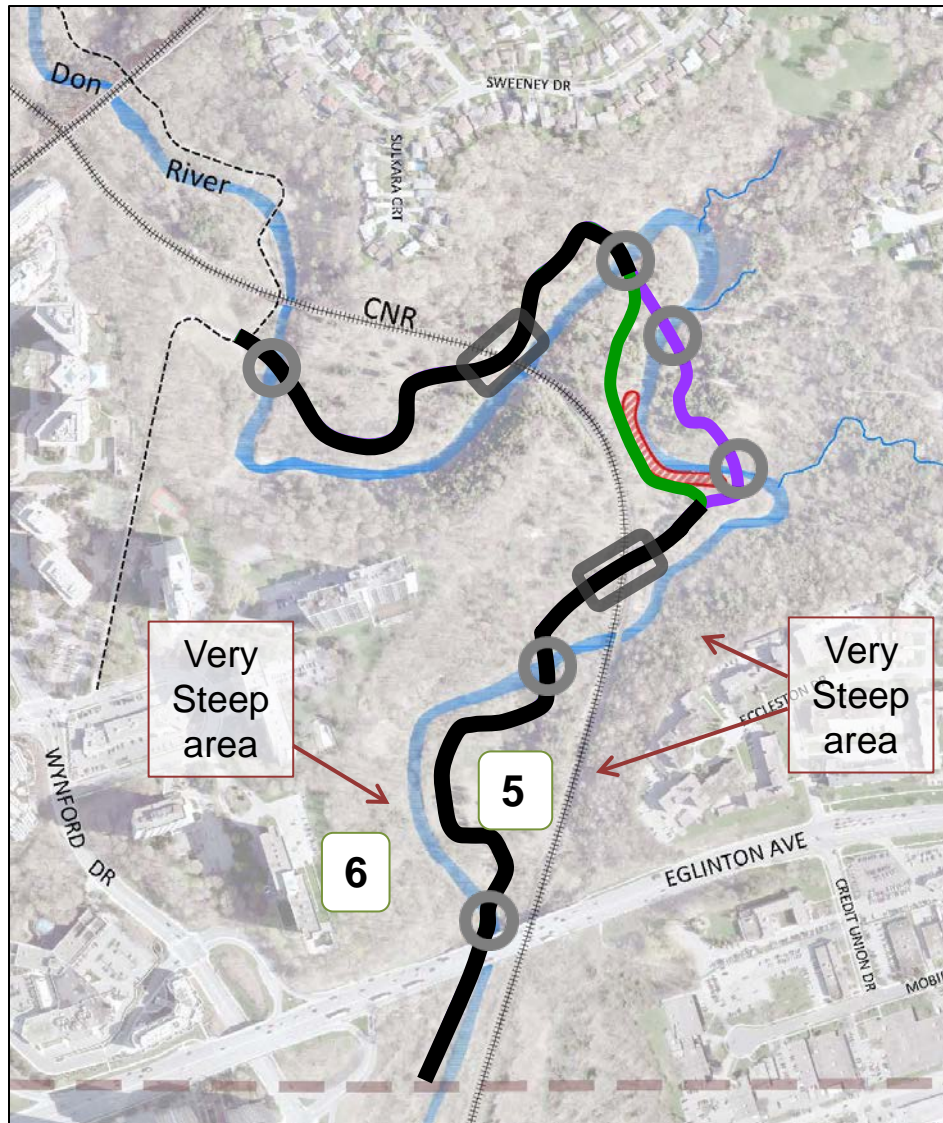 Don
River
SWEENEY DR
SULKARA CRT
CNR
Very
Steep
area
Very
Steep
area
ECCLESTON DR
5
6
WYNFORD
DR
EGLINTON AVE
CREDIT UNION DR
MOBI